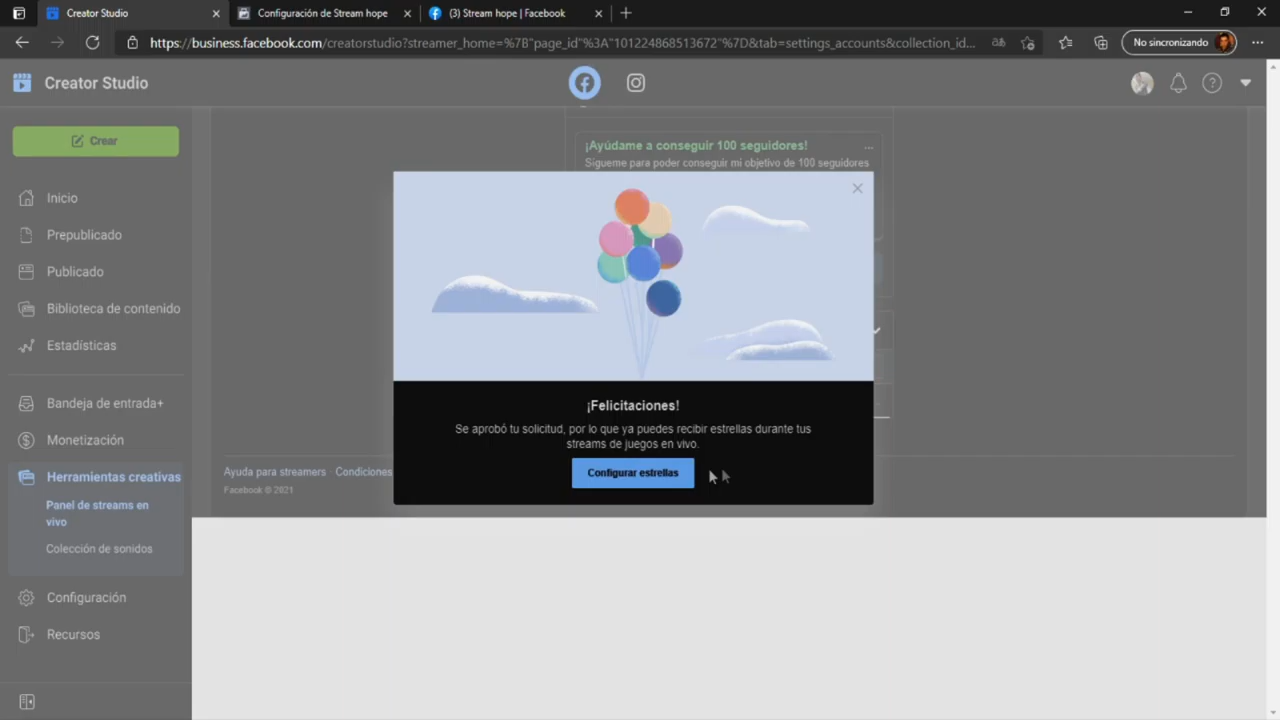 Creator Studio
Configuración de Stream hope
(3) Stream hope | Facebook
https://business.facebook.com/creatorstudio?streamer_home=%7B"page_id"%3A"101224868513672"%7D&tab=settings_accounts&collection_id...
No sincronizando
Creator Studio
Crear
Inicio
Prepublicado
Publicado
Biblioteca de contenido
Estadísticas
Bandeja de entrada+
Monetización
Herramientas creativas
Panel de streams en
vivo
Colección de sonidos
Configuración
Recursos
¡Ayúdame a conseguir 100 seguidores!
...
Sígueme para poder conseguir mi objetivo de 100 seguidores
¡Felicitaciones!
Se aprobó tu solicitud, por lo que ya puedes recibir estrellas durante tus
streams de juegos en vivo.
Configurar estrellas
Ayuda para streamers Condiciones
Facebook © 2021